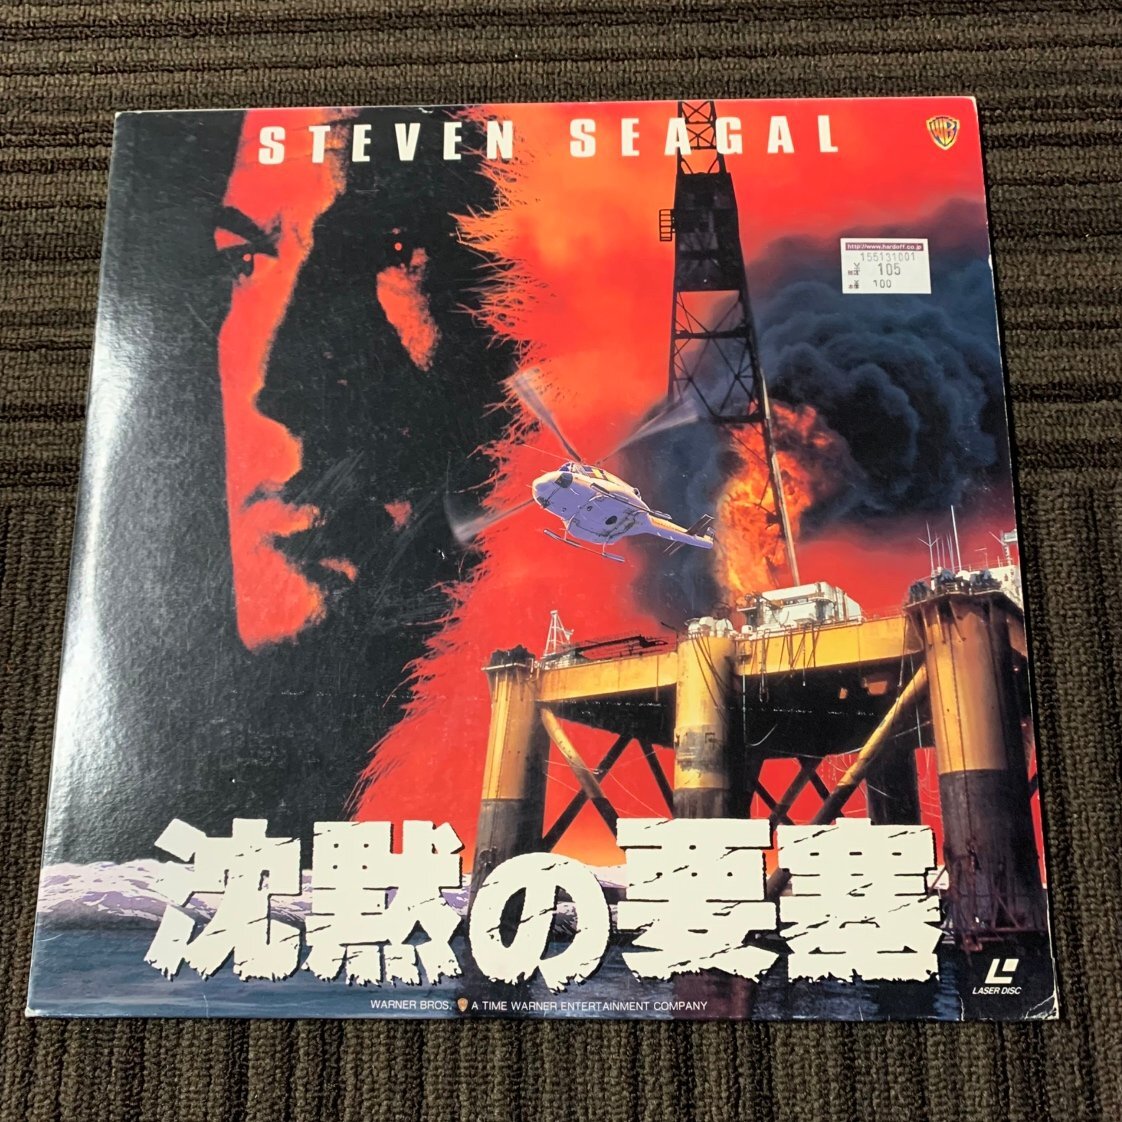 STEVEN SEAGAL
WB
http://www.hardoff.co.jp
155131001
105
100
沈黙の要塞
LASER DISC
WARNER BROS. A TIME WARNER ENTERTAINMENT COMPANY